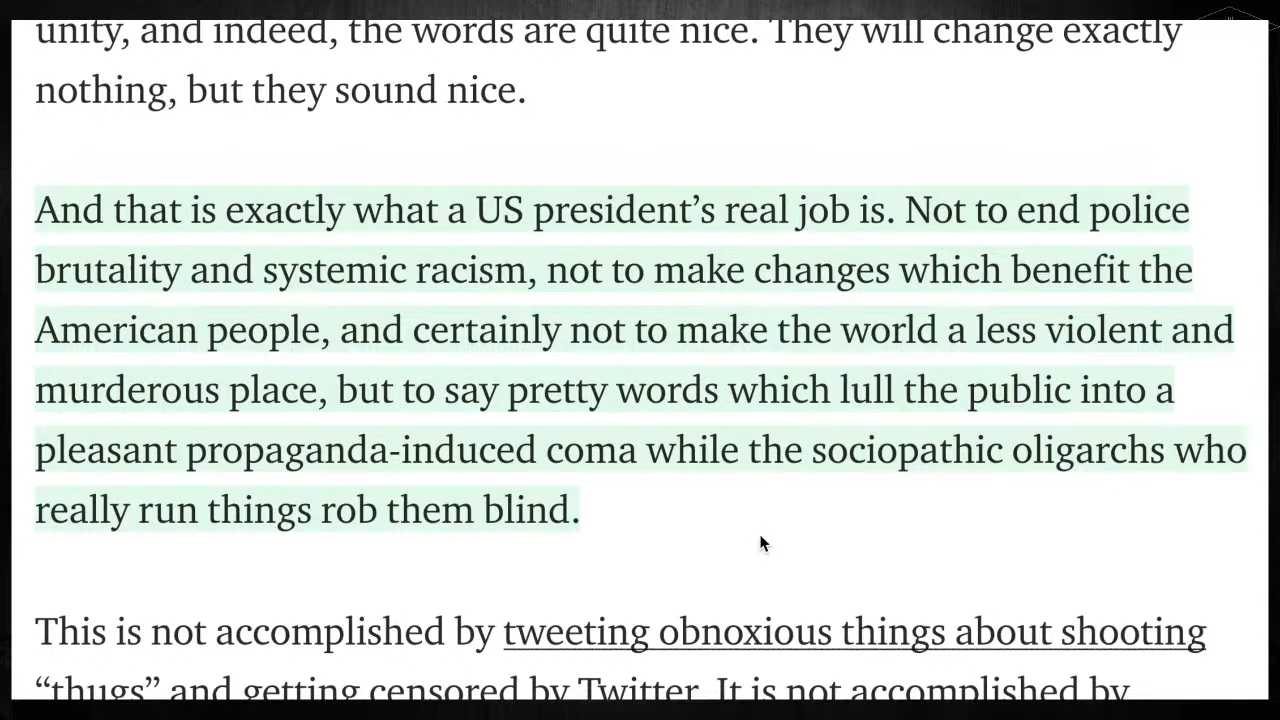 unity, and indeed, the words are quite nice. They will change exactly
nothing, but they sound nice.
And that is exactly what a US president’s real job is. Not to end police
brutality and systemic racism, not to make changes which benefit the
American people, and certainly not to make the world a less violent and
murderous place, but to say pretty words which lull the public into a
pleasant propaganda-induced coma while the sociopathic oligarchs who
really run things rob them blind.
This is not accomplished by tweeting obnoxious things about shooting
“thugs” and getting censored by Twitter. It is not accomplished by